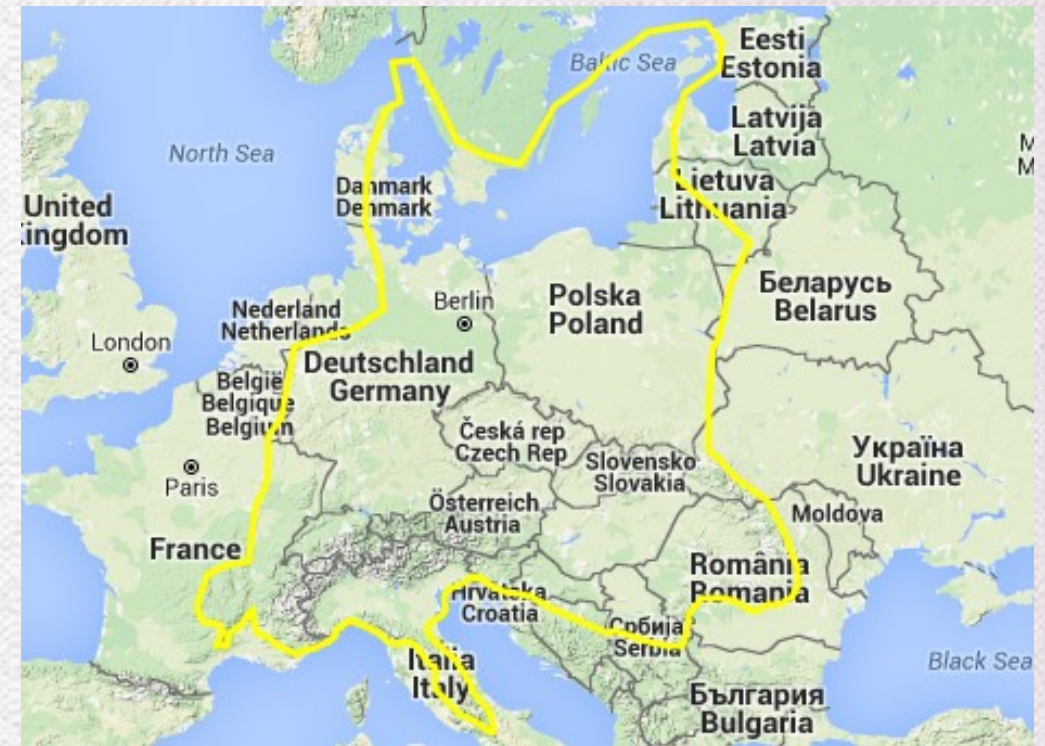 Eesti
Estonia
Baltic Sea
Latvija
Latvia
North Sea
M
M
Danmark
Denmark
Lietuva
Lithuania
United
ingdom
Беларусь
Belarus
Polska
Poland
Berlin
Nederland
Netherlands
London
Deutschland
Germany
België
Belgique
Belgium
Česká rep
Czech Rep
Slovensko
Slovakia
Україна
Ukraine
Paris
Österreich
Austria
Moldova
France
România
Romania
Hrvatska
Croatia
Србија
Serbia
Italia
Italy
Black Sea
България
Bulgaria